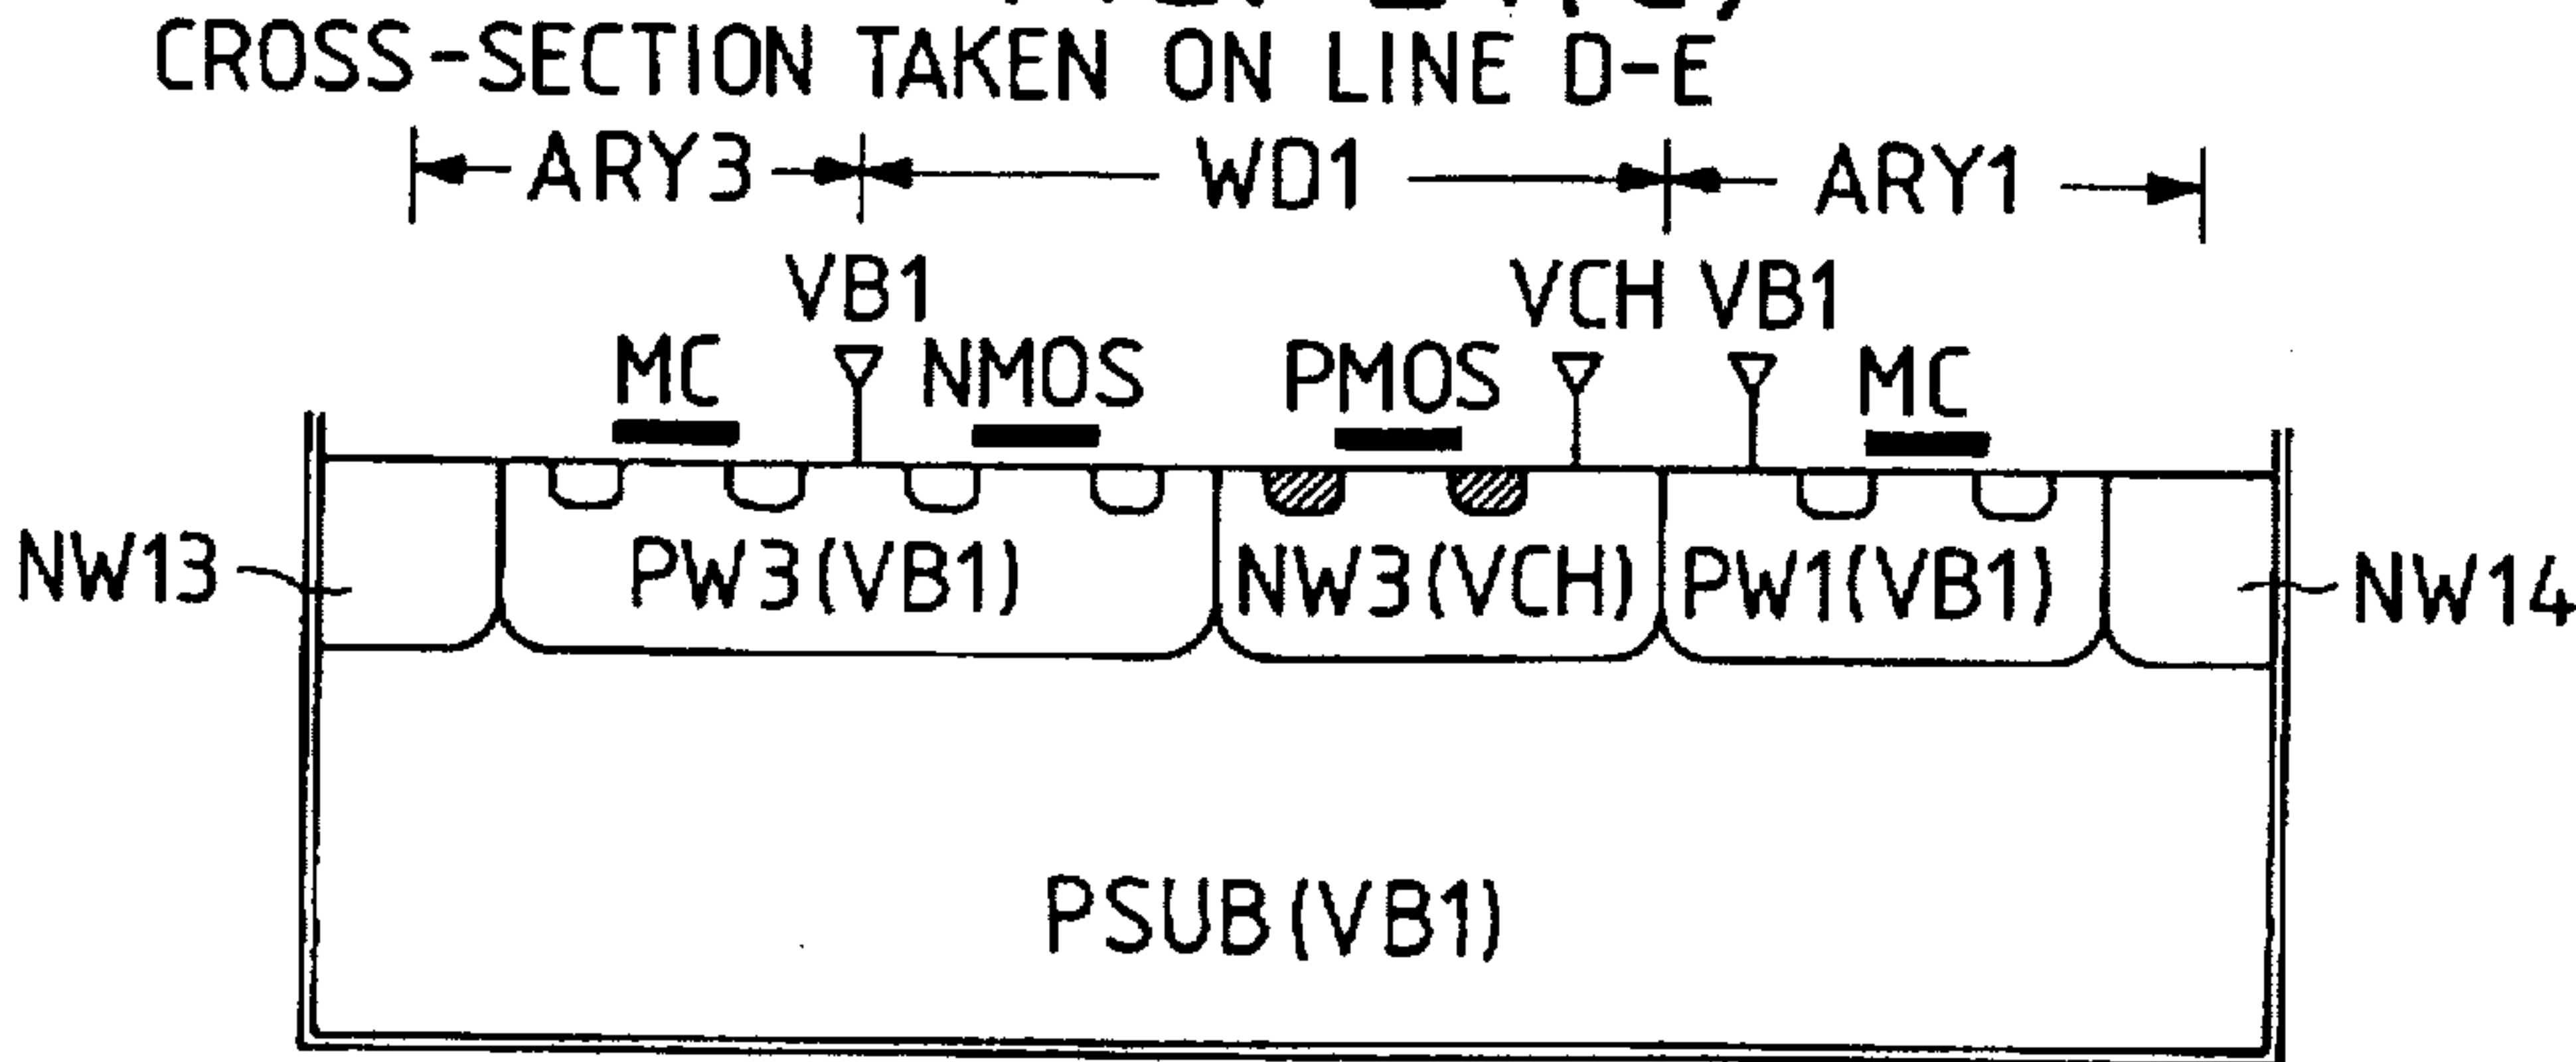 CROSS-SECTION TAKEN ON LINE D-E
ARY3 WD1 ARY1
VB1 VCH VB1
MC NMOS PMOS MC
NW13 PW3(VB1) NW3(VCH) PW1(VB1) NW14
PSUB(VB1)